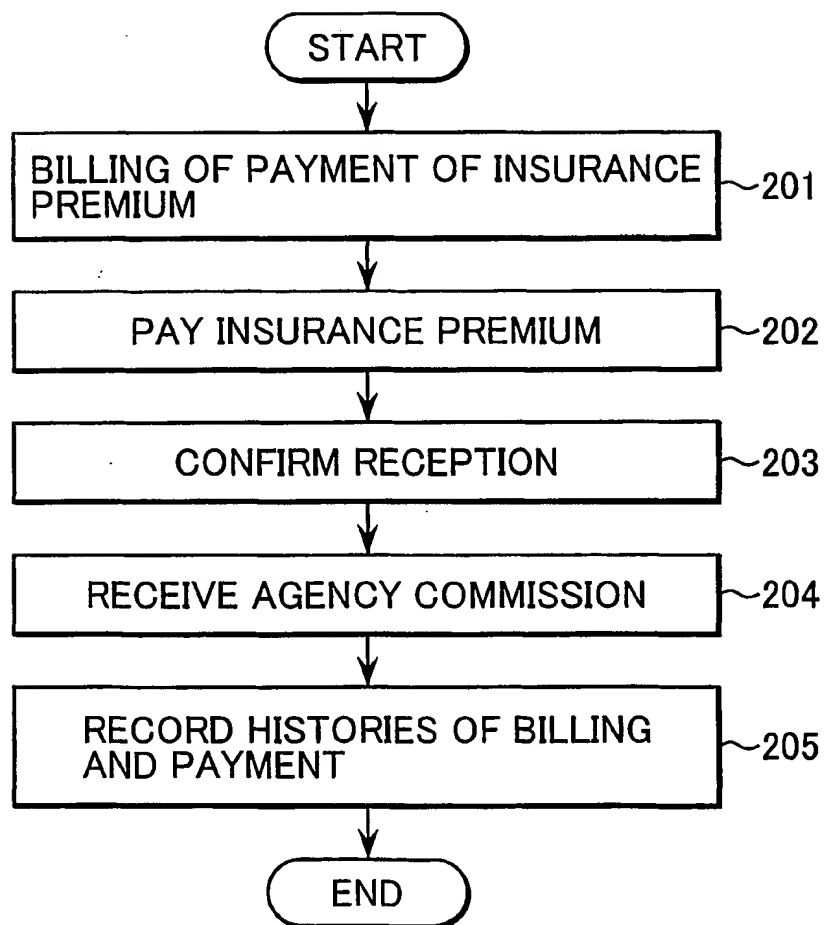 START
BILLING OF PAYMENT OF INSURANCE
PREMIUM
201
PAY INSURANCE PREMIUM
202
CONFIRM RECEPTION
203
RECEIVE AGENCY COMMISSION
204
RECORD HISTORIES OF BILLING
AND PAYMENT
205
END